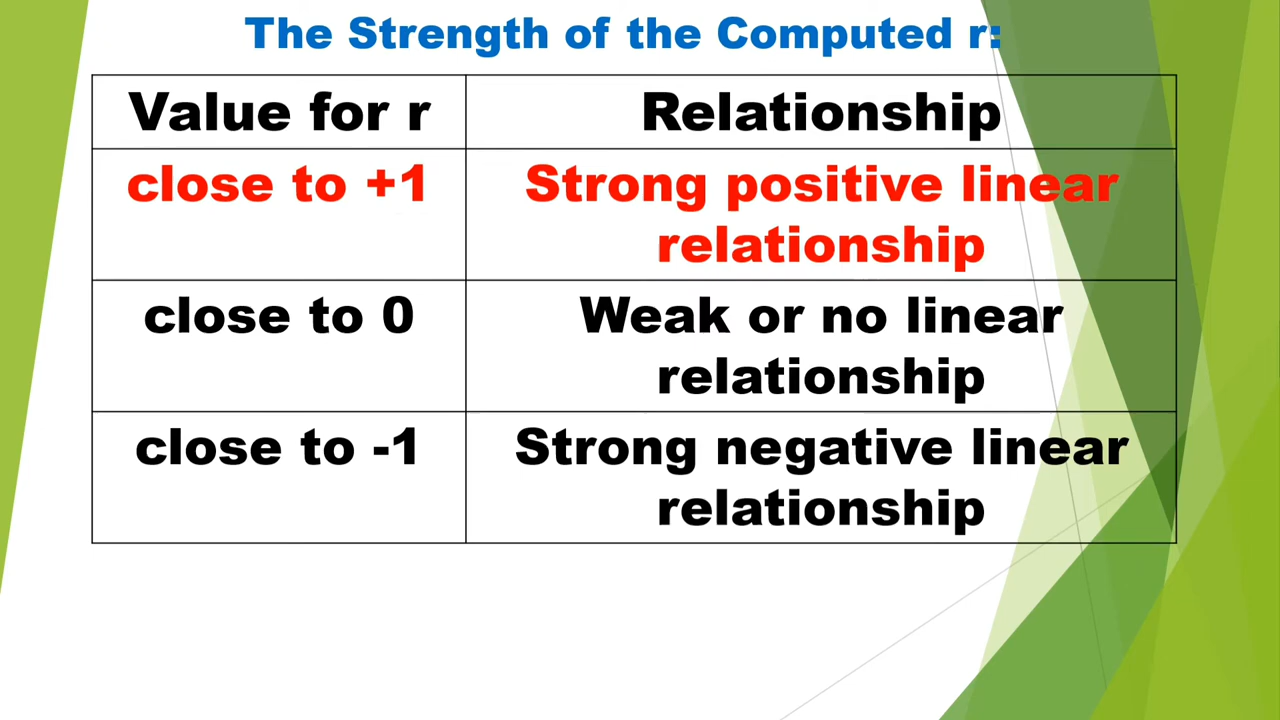 The Strength of the Computed r:
Value for r
Relationship
close to +1
Strong positive linear
relationship
close to 0
Weak or no linear
relationship
close to -1
Strong negative linear
relationship